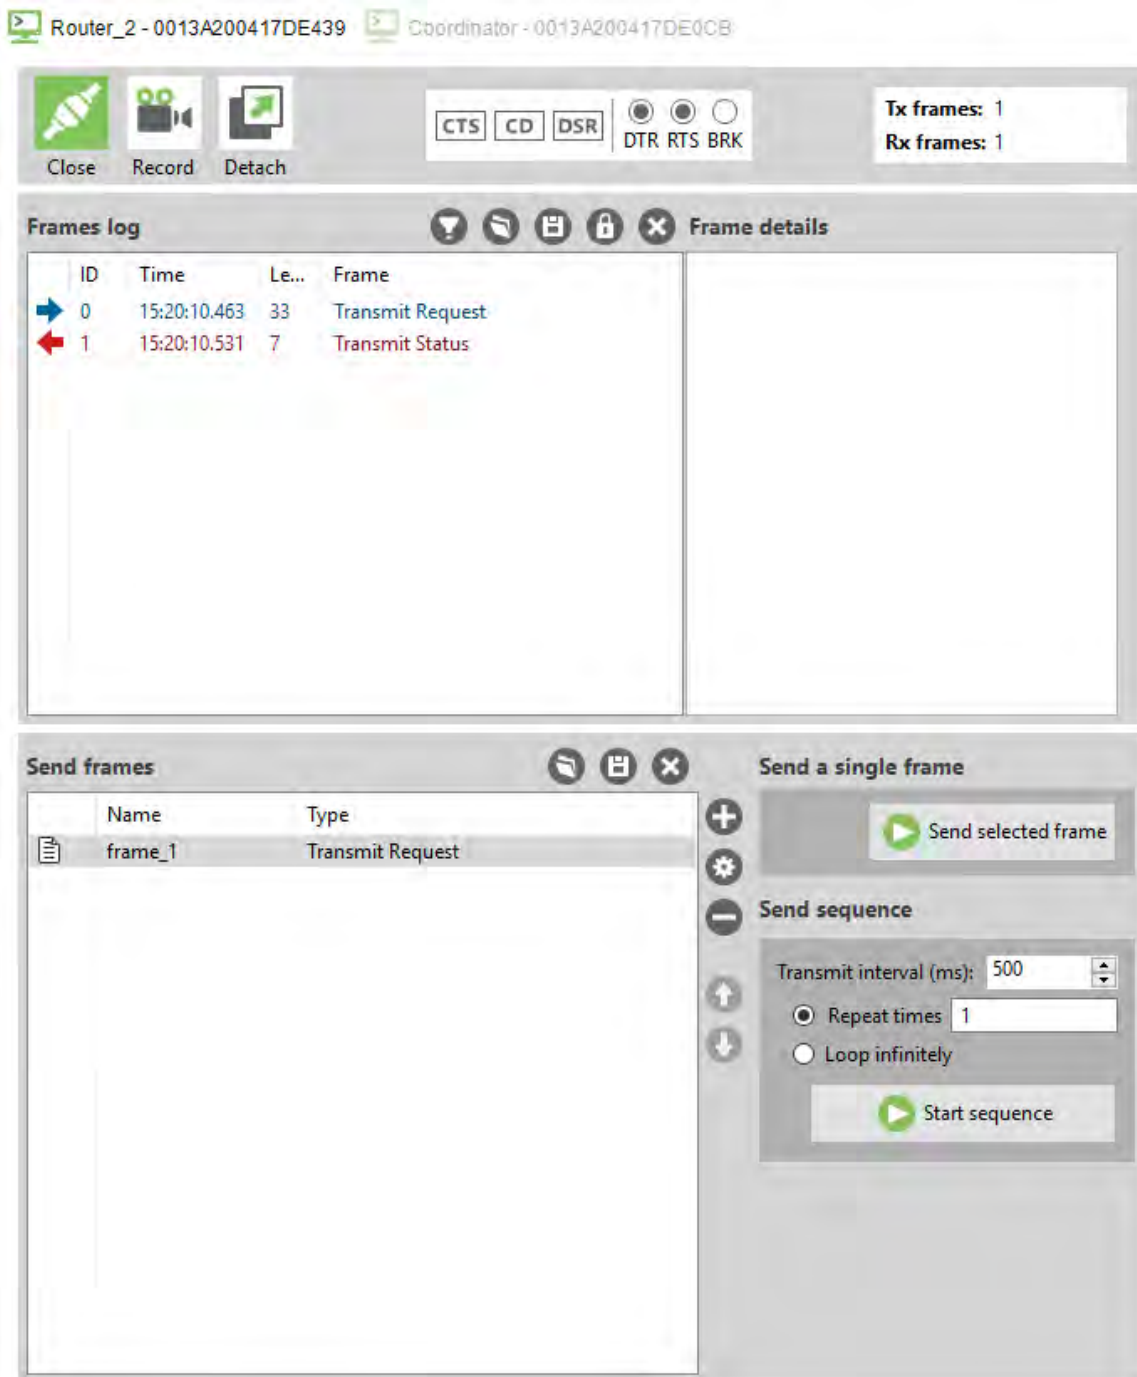 Router_2 - 0013A200417DE439 Coordinator - 0013A200417DE0CB
CTS CD DSR DTR RTS BRK
Tx frames: 1
Rx frames: 1
Close Record Detach
Frames log Frame details
ID Time Le... Frame
0 15:20:10.463 33 Transmit Request
1 15:20:10.531 7 Transmit Status
Send frames Send a single frame
Name Type
frame_1 Transmit Request
Send selected frame
Send sequence
Transmit interval (ms): 500
Repeat times 1
Loop infinitely
Start sequence